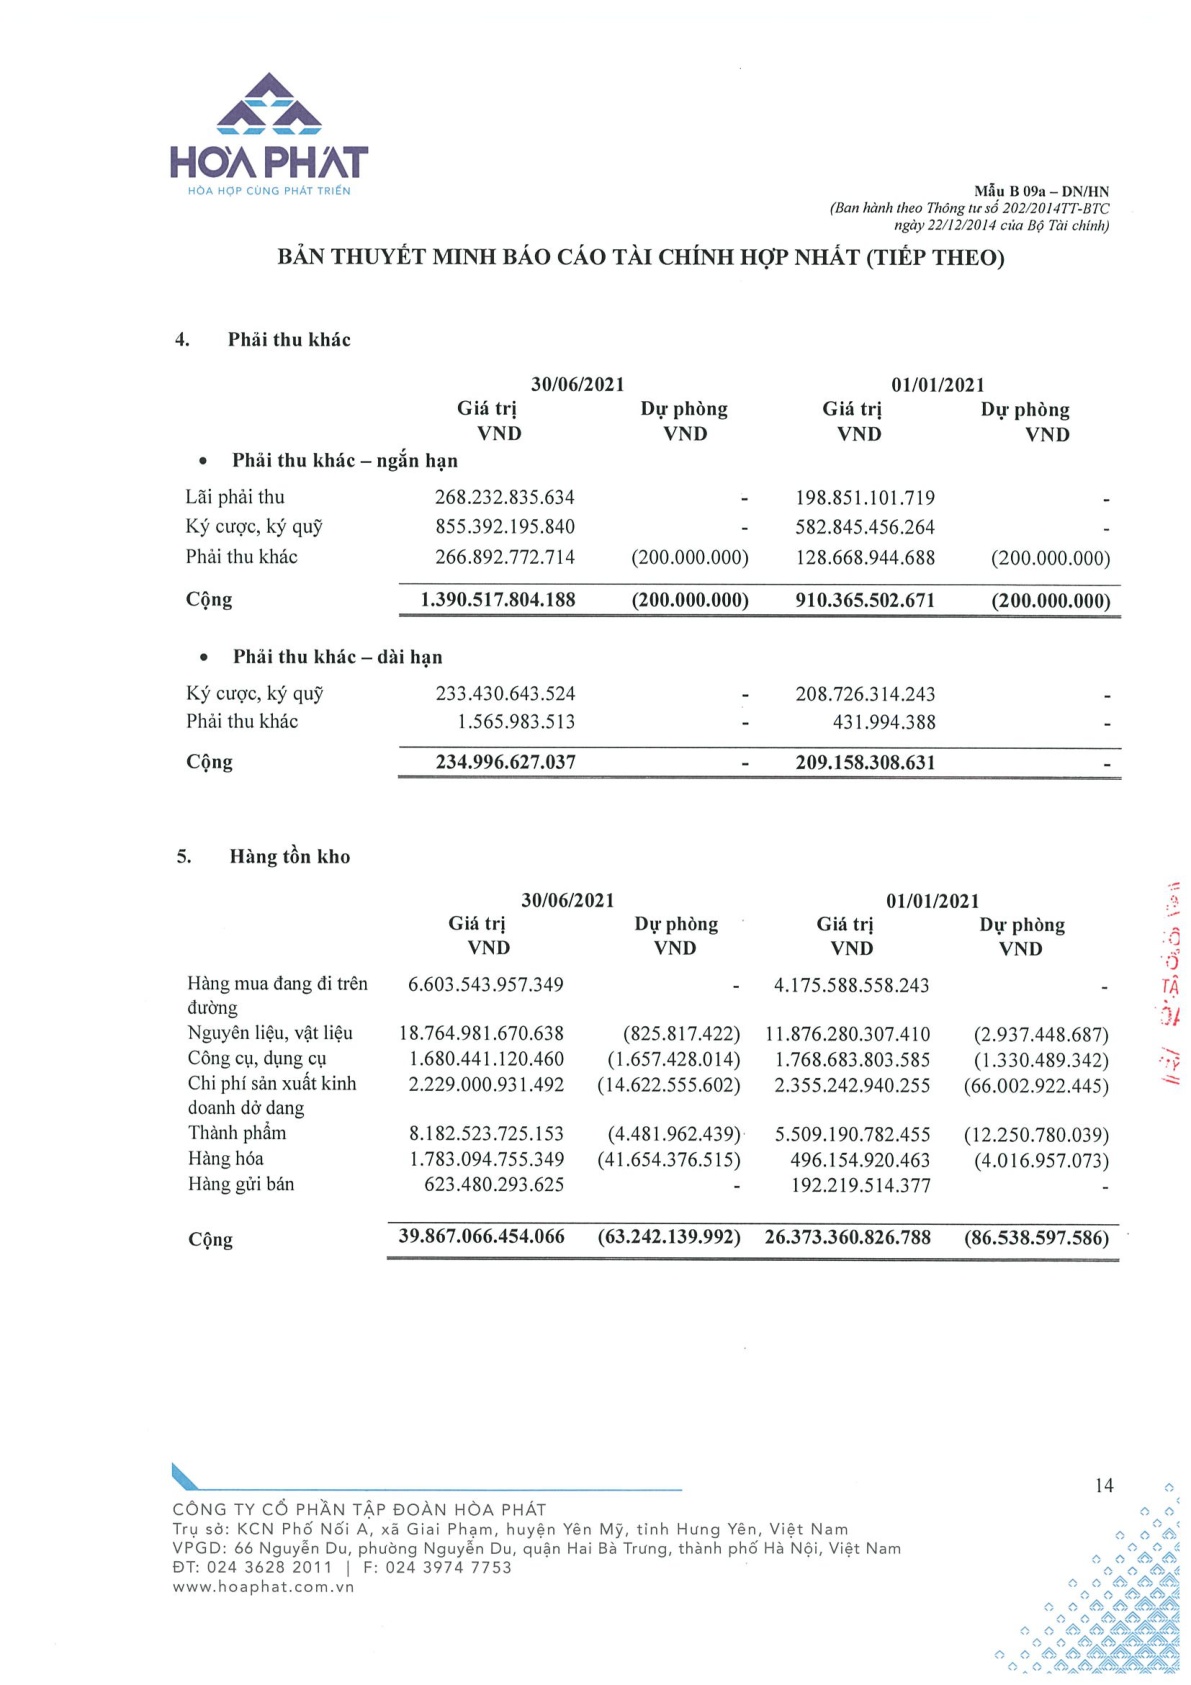 HÒA PHÁT
HÒA HỢP CÙNG PHÁT TRIỂN
Mẫu B 09a – DN/HN
(Ban hành theo Thông tư số 202/2014TT-BTC
ngày 22/12/2014 của Bộ Tài chính)
BẢN THUYẾT MINH BÁO CÁO TÀI CHÍNH HỢP NHẤT (TIẾP THEO)
4. Phải thu khác
30/06/2021 01/01/2021
Giá trị Dự phòng Giá trị Dự phòng
VND VND VND VND
• Phải thu khác – ngắn hạn
Lãi phải thu 268.232.835.634 - 198.851.101.719 -
Ký cược, ký quỹ 855.392.195.840 - 582.845.456.264 -
Phải thu khác 266.892.772.714 (200.000.000) 128.668.944.688 (200.000.000)
Cộng 1.390.517.804.188 (200.000.000) 910.365.502.671 (200.000.000)
• Phải thu khác – dài hạn
Ký cược, ký quỹ 233.430.643.524 - 208.726.314.243 -
Phải thu khác 1.565.983.513 - 431.994.388 -
Cộng 234.996.627.037 - 209.158.308.631 -
5. Hàng tồn kho
30/06/2021 01/01/2021
Giá trị Dự phòng Giá trị Dự phòng
VND VND VND VND
Hàng mua đang đi trên 6.603.543.957.349 - 4.175.588.558.243 -
đường
Nguyên liệu, vật liệu 18.764.981.670.638 (825.817.422) 11.876.280.307.410 (2.937.448.687)
Công cụ, dụng cụ 1.680.441.120.460 (1.657.428.014) 1.768.683.803.585 (1.330.489.342)
Chi phí sản xuất kinh 2.229.000.931.492 (14.622.555.602) 2.355.242.940.255 (66.002.922.445)
doanh dở dang
Thành phẩm 8.182.523.725.153 (4.481.962.439) 5.509.190.782.455 (12.250.780.039)
Hàng hóa 1.783.094.755.349 (41.654.376.515) 496.154.920.463 (4.016.957.073)
Hàng gửi bán 623.480.293.625 - 192.219.514.377 -
Cộng 39.867.066.454.066 (63.242.139.992) 26.373.360.826.788 (86.538.597.586)
14
CÔNG TY CỔ PHẦN TẬP ĐOÀN HÒA PHÁT
Trụ sở: KCN Phố Nối A, xã Giai Phạm, huyện Yên Mỹ, tỉnh Hưng Yên, Việt Nam
VPGD: 66 Nguyễn Du, phường Nguyễn Du, quận Hai Bà Trưng, thành phố Hà Nội, Việt Nam
ĐT: 024 3628 2011 | F: 024 3974 7753
www.hoaphat.com.vn